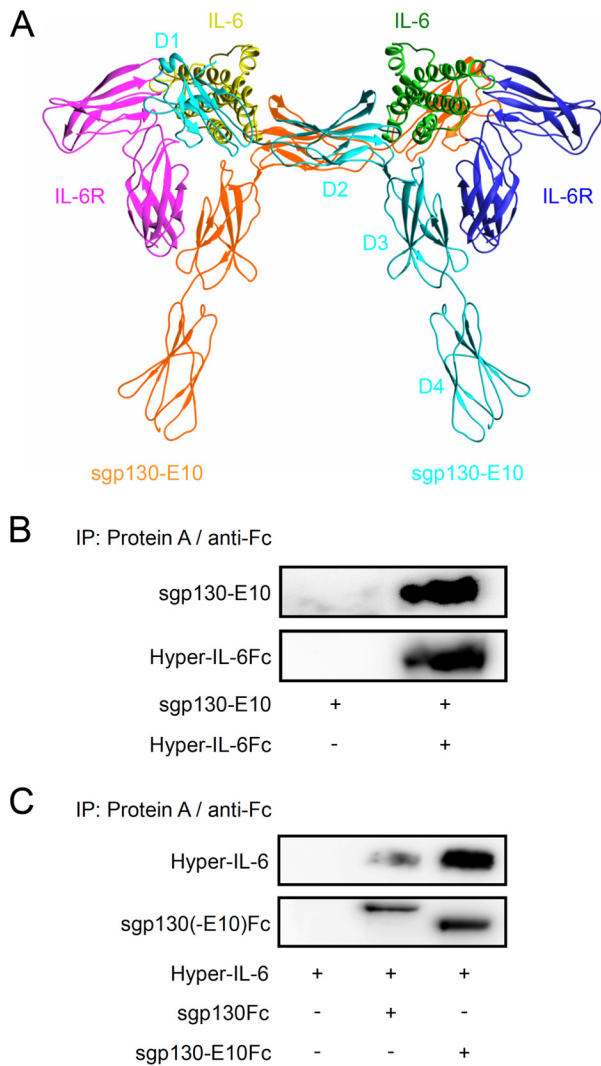 A
IL-6
IL-6
D1
IL-6R
D2
IL-6R
D3
D4
sgp130-E10
sgp130-E10
B
IP: Protein A / anti-Fc
sgp130-E10
Hyper-IL-6Fc
sgp130-E10 + +
Hyper-IL-6Fc - +
C
IP: Protein A / anti-Fc
Hyper-IL-6
sgp130(-E10)Fc
Hyper-IL-6 + + +
sgp130Fc - + -
sgp130-E10Fc - - +